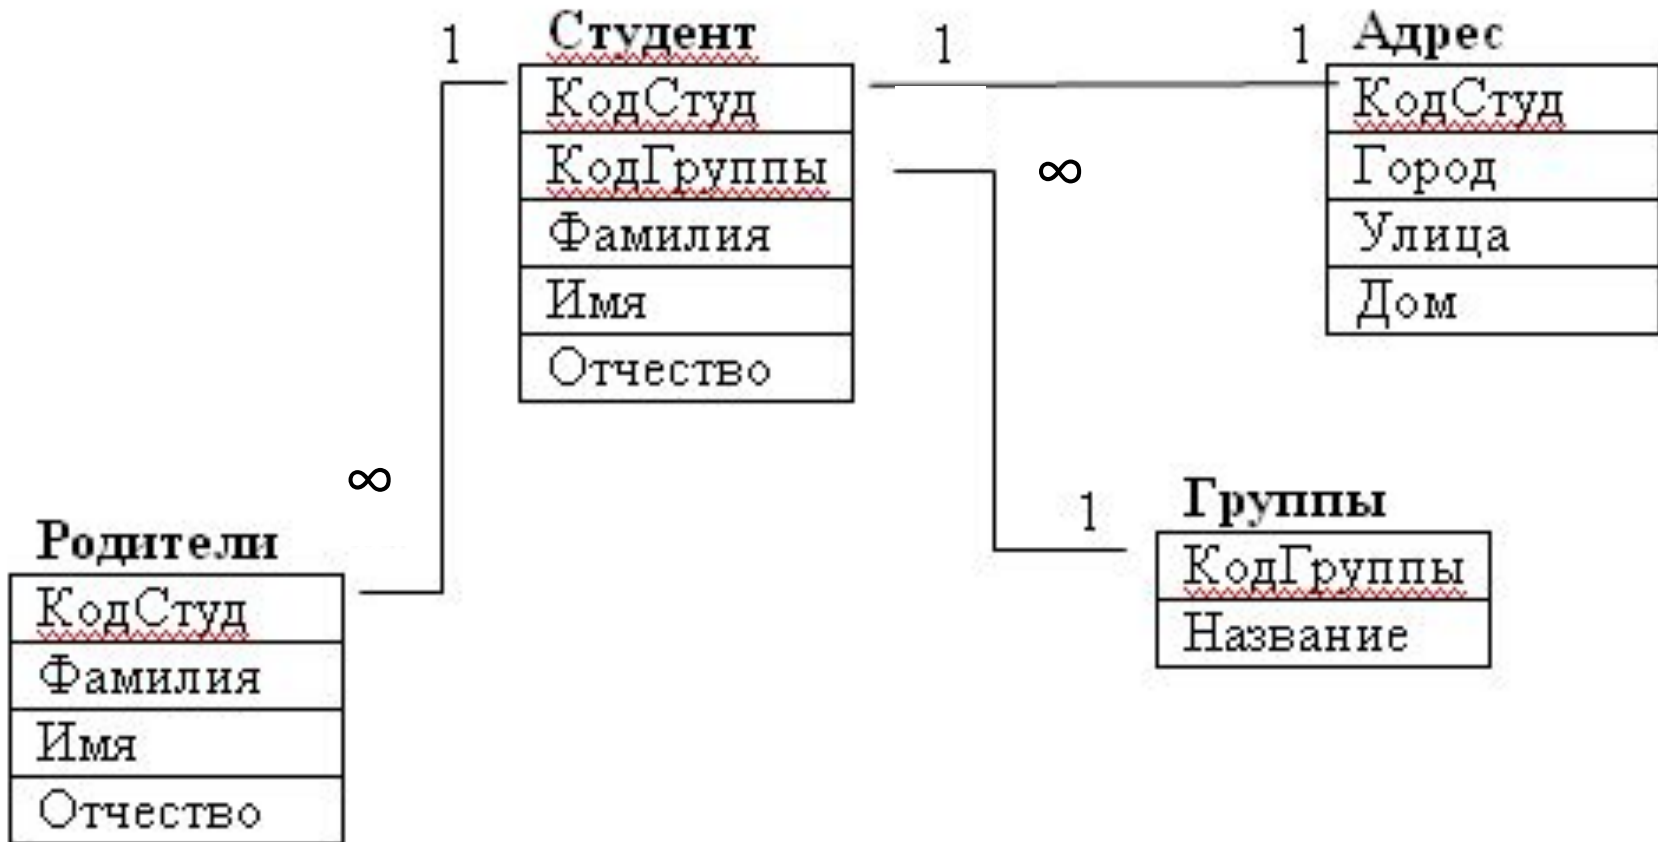 1
Студент
КодСтуд
КодГруппы
Фамилия
Имя
Отчество
1
1
Адрес
КодСтуд
Город
Улица
Дом
∞
∞
Родители
КодСтуд
Фамилия
Имя
Отчество
1
Группы
КодГруппы
Название